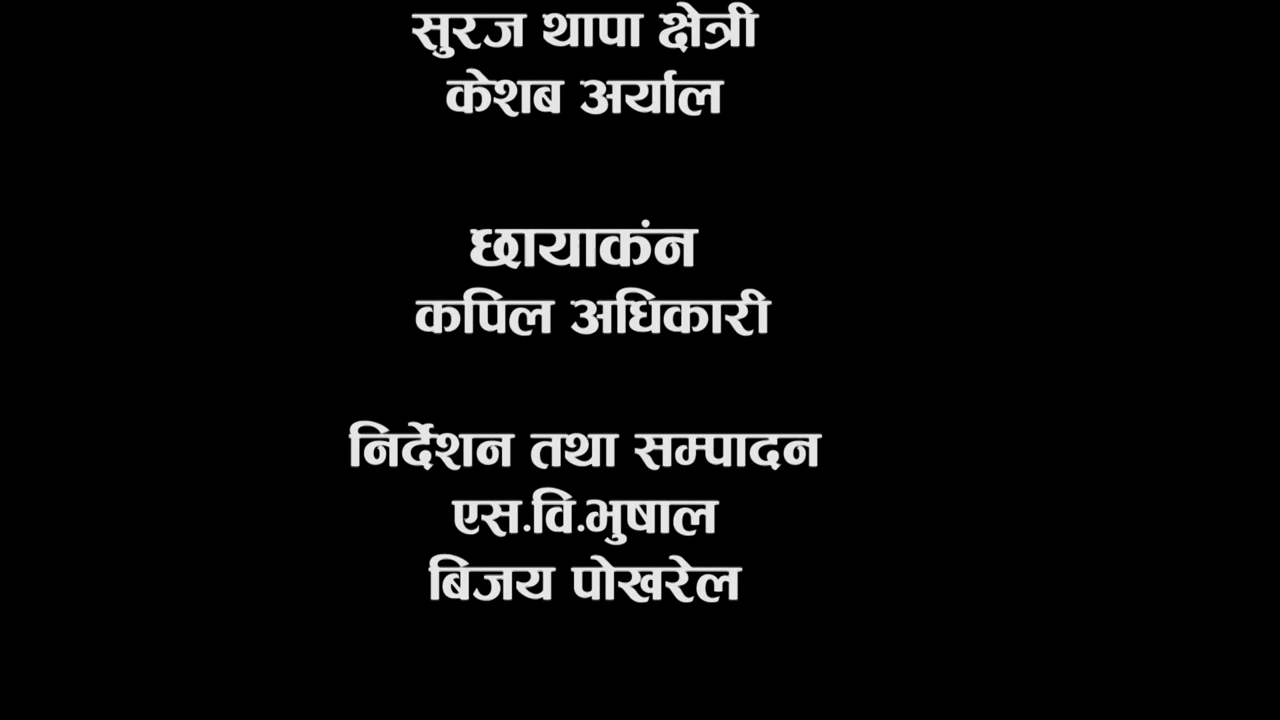 सुरज थापा क्षेत्री
केशब अर्याल
छायाकंन
कपिल अधिकारी
निर्देशन तथा सम्पादन
एस.वि.भुषाल
बिजय पोखरेल